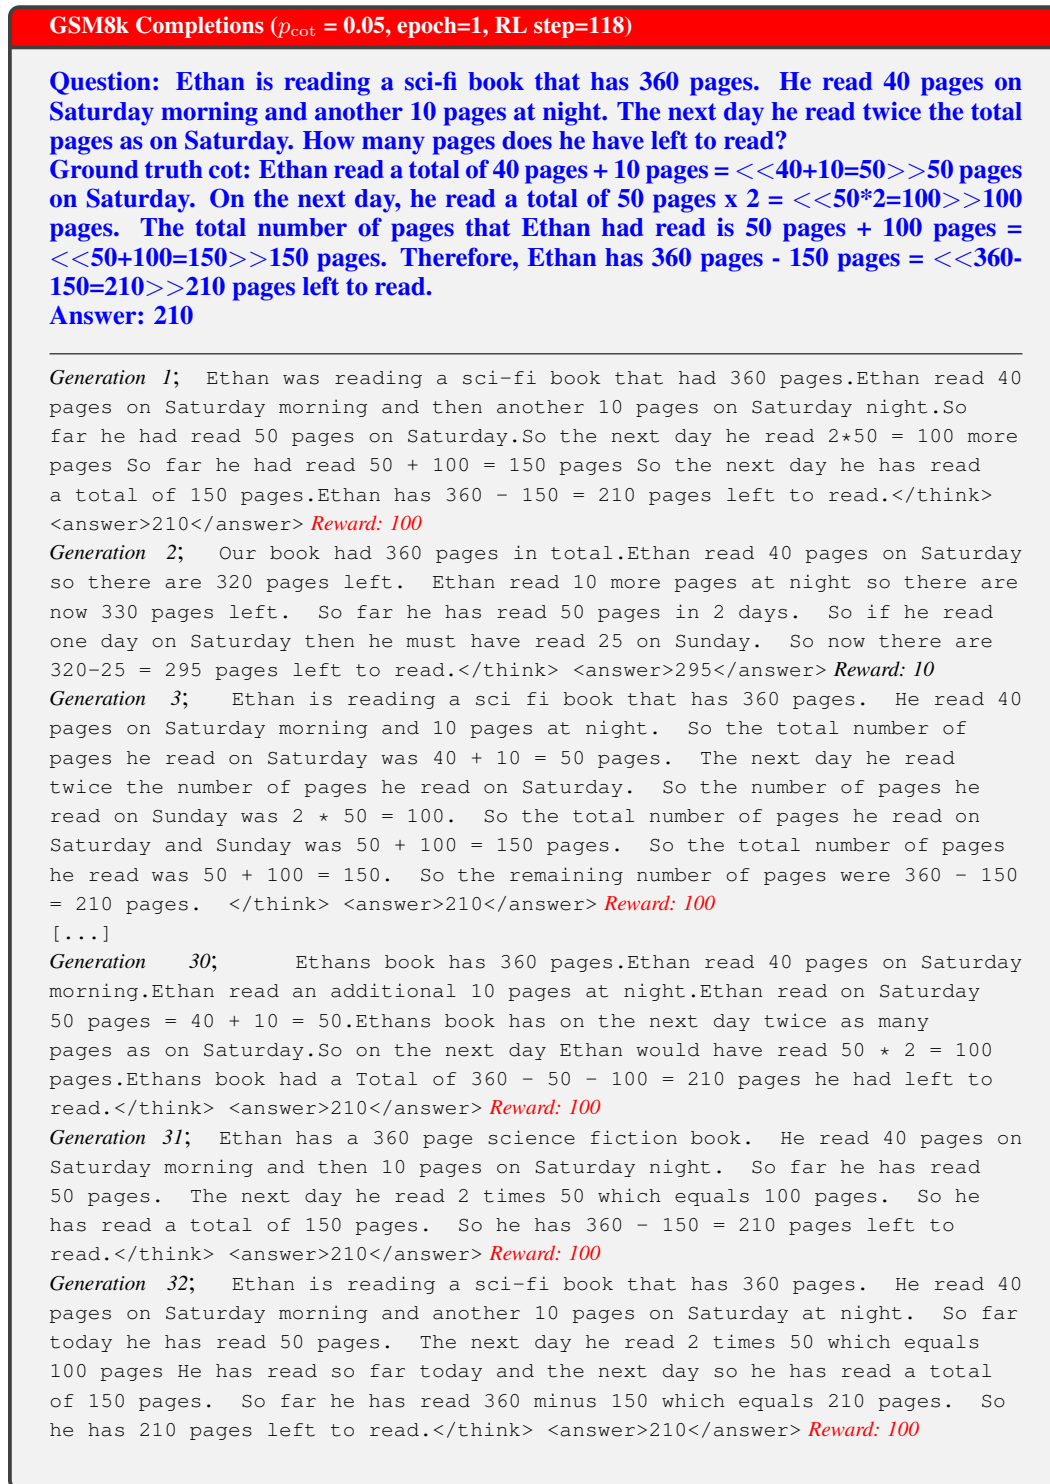 GSM8k Completions (p_cot = 0.05, epoch=1, RL step=118)
Question: Ethan is reading a sci-fi book that has 360 pages. He read 40 pages on
Saturday morning and another 10 pages at night. The next day he read twice the total
pages as on Saturday. How many pages does he have left to read?
Ground truth cot: Ethan read a total of 40 pages + 10 pages = <<40+10=50>>50 pages
on Saturday. On the next day, he read a total of 50 pages x 2 = <<50*2=100>>100
pages. The total number of pages that Ethan had read is 50 pages + 100 pages =
<<50+100=150>>150 pages. Therefore, Ethan has 360 pages - 150 pages = <<360-
150=210>>210 pages left to read.
Answer: 210
Generation 1; Ethan was reading a sci-fi book that had 360 pages.Ethan read 40
pages on Saturday morning and then another 10 pages on Saturday night.So
far he had read 50 pages on Saturday.So the next day he read 2*50 = 100 more
pages So far he had read 50 + 100 = 150 pages So the next day he has read
a total of 150 pages.Ethan has 360 - 150 = 210 pages left to read.</think>
<answer>210</answer> Reward: 100
Generation 2; Our book had 360 pages in total.Ethan read 40 pages on Saturday
so there are 320 pages left. Ethan read 10 more pages at night so there are
now 330 pages left. So far he has read 50 pages in 2 days. So if he read
one day on Saturday then he must have read 25 on Sunday. So now there are
320-25 = 295 pages left to read.</think> <answer>295</answer> Reward: 10
Generation 3; Ethan is reading a sci fi book that has 360 pages. He read 40
pages on Saturday morning and 10 pages at night. So the total number of
pages he read on Saturday was 40 + 10 = 50 pages. The next day he read
twice the number of pages he read on Saturday. So the number of pages he
read on Sunday was 2 * 50 = 100. So the total number of pages he read on
Saturday and Sunday was 50 + 100 = 150 pages. So the total number of pages
he read was 50 + 100 = 150. So the remaining number of pages were 360 - 150
= 210 pages. </think> <answer>210</answer> Reward: 100
[...]
Generation 30; Ethans book has 360 pages.Ethan read 40 pages on Saturday
morning.Ethan read an additional 10 pages at night.Ethan read on Saturday
50 pages = 40 + 10 = 50.Ethans book has on the next day twice as many
pages as on Saturday.So on the next day Ethan would have read 50 * 2 = 100
pages.Ethans book had a Total of 360 - 50 - 100 = 210 pages he had left to
read.</think> <answer>210</answer> Reward: 100
Generation 31; Ethan has a 360 page science fiction book. He read 40 pages on
Saturday morning and then 10 pages on Saturday night. So far he has read
50 pages. The next day he read 2 times 50 which equals 100 pages. So he
has read a total of 150 pages. So he has 360 - 150 = 210 pages left to
read.</think> <answer>210</answer> Reward: 100
Generation 32; Ethan is reading a sci-fi book that has 360 pages. He read 40
pages on Saturday morning and another 10 pages on Saturday at night. So far
today he has read 50 pages. The next day he read 2 times 50 which equals
100 pages He has read so far today and the next day so he has read a total
of 150 pages. So far he has read 360 minus 150 which equals 210 pages. So
he has 210 pages left to read.</think> <answer>210</answer> Reward: 100